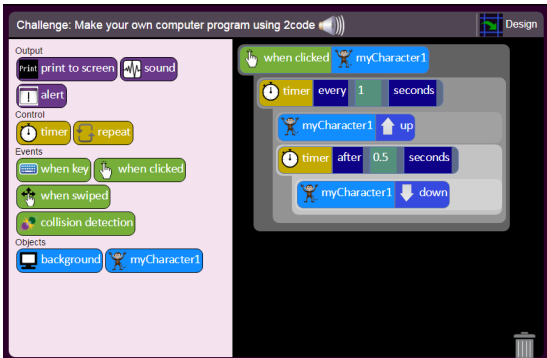 Challenge: Make your own computer program using 2code
Design
Output
Print print to screen sound
alert
Control
timer repeat
Events
when key when clicked
when swiped
collision detection
Objects
background myCharacter1
when clicked myCharacter1
timer every 1 seconds
myCharacter1 up
timer after 0.5 seconds
myCharacter1 down